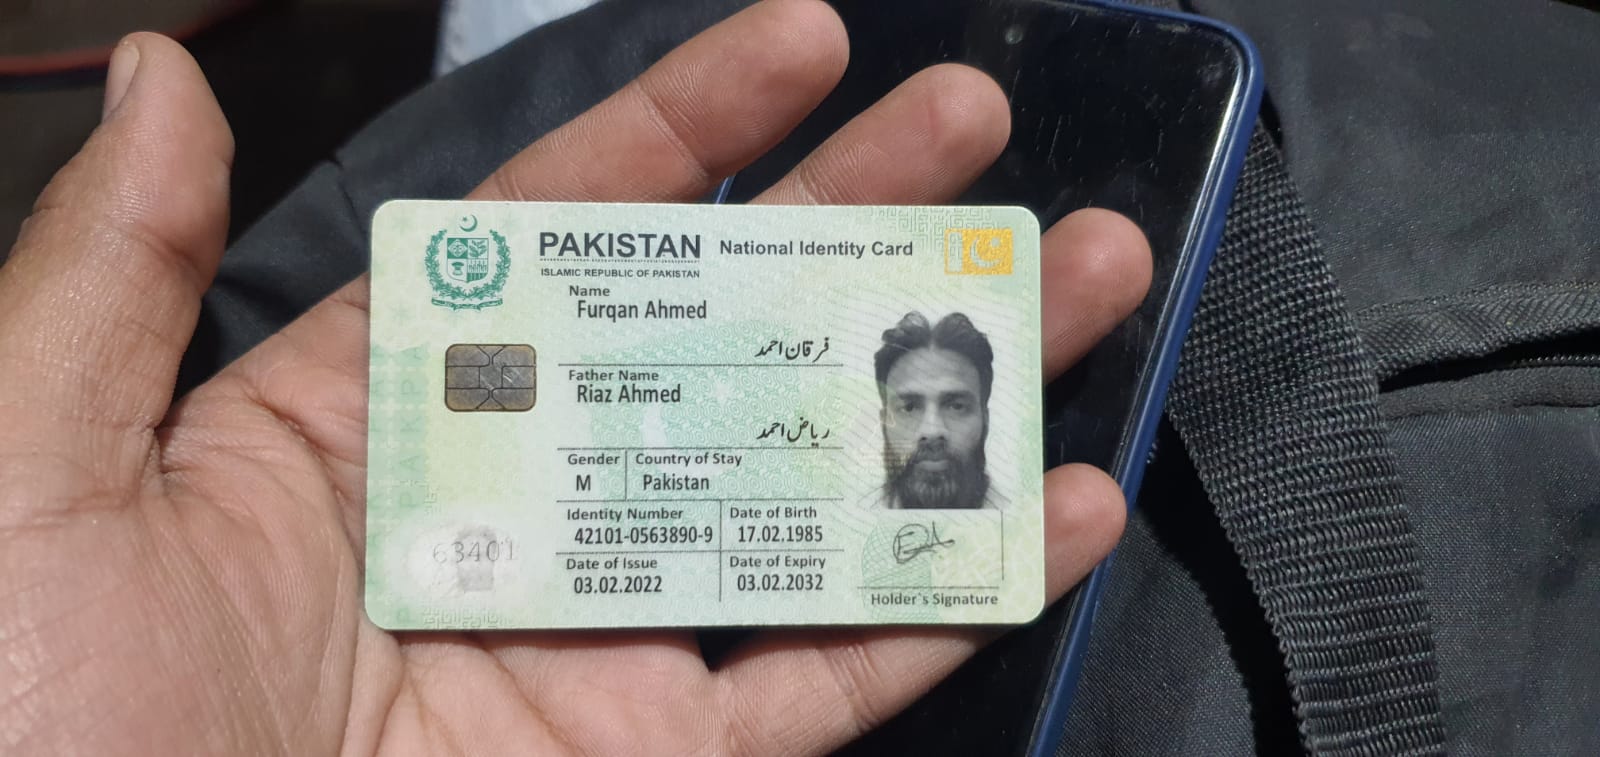 PAKISTAN National Identity Card
ISLAMIC REPUBLIC OF PAKISTAN
Name
Furqan Ahmed
فرقان احمد
Father Name
Riaz Ahmed
ریاض احمد
Gender Country of Stay
M Pakistan
Identity Number Date of Birth
42101-0563890-9 17.02.1985
Date of Issue Date of Expiry
03.02.2022 03.02.2032
63401
Holder`s Signature